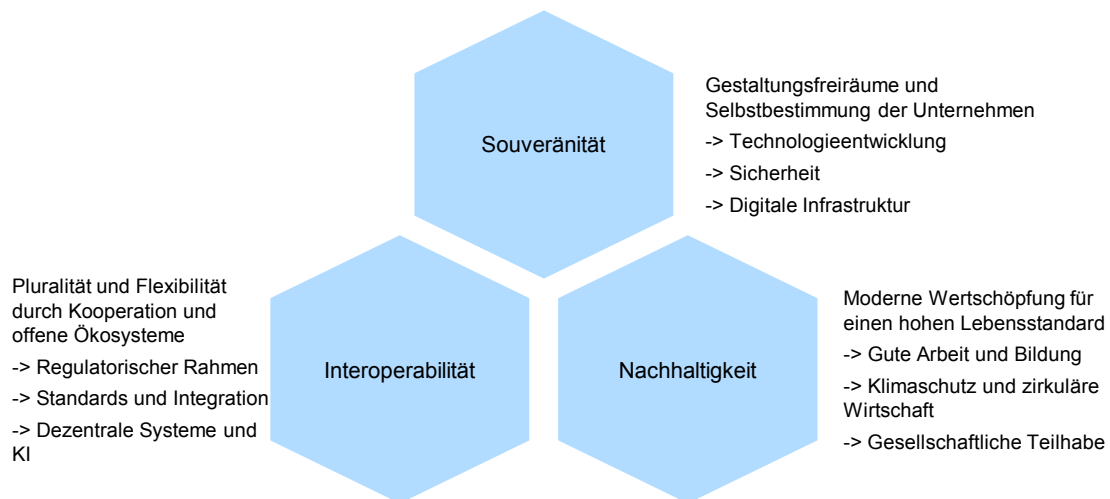 Souveränität
Gestaltungsfreiräume und
Selbstbestimmung der Unternehmen
-> Technologieentwicklung
-> Sicherheit
-> Digitale Infrastruktur
Pluralität und Flexibilität
durch Kooperation und
offene Ökosysteme
-> Regulatorischer Rahmen
-> Standards und Integration
-> Dezentrale Systeme und
KI
Interoperabilität
Nachhaltigkeit
Moderne Wertschöpfung für
einen hohen Lebensstandard
-> Gute Arbeit und Bildung
-> Klimaschutz und zirkuläre
Wirtschaft
-> Gesellschaftliche Teilhabe